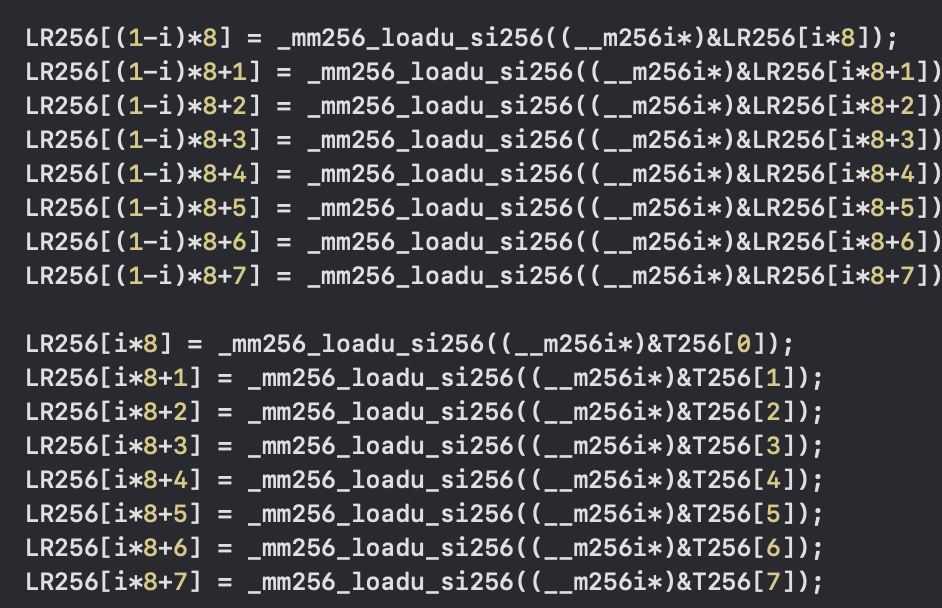 LR256[(1-i)*8] = _mm256_loadu_si256((__m256i*)&LR256[i*8]);
LR256[(1-i)*8+1] = _mm256_loadu_si256((__m256i*)&LR256[i*8+1])
LR256[(1-i)*8+2] = _mm256_loadu_si256((__m256i*)&LR256[i*8+2])
LR256[(1-i)*8+3] = _mm256_loadu_si256((__m256i*)&LR256[i*8+3])
LR256[(1-i)*8+4] = _mm256_loadu_si256((__m256i*)&LR256[i*8+4])
LR256[(1-i)*8+5] = _mm256_loadu_si256((__m256i*)&LR256[i*8+5])
LR256[(1-i)*8+6] = _mm256_loadu_si256((__m256i*)&LR256[i*8+6])
LR256[(1-i)*8+7] = _mm256_loadu_si256((__m256i*)&LR256[i*8+7])
LR256[i*8] = _mm256_loadu_si256((__m256i*)&T256[0]);
LR256[i*8+1] = _mm256_loadu_si256((__m256i*)&T256[1]);
LR256[i*8+2] = _mm256_loadu_si256((__m256i*)&T256[2]);
LR256[i*8+3] = _mm256_loadu_si256((__m256i*)&T256[3]);
LR256[i*8+4] = _mm256_loadu_si256((__m256i*)&T256[4]);
LR256[i*8+5] = _mm256_loadu_si256((__m256i*)&T256[5]);
LR256[i*8+6] = _mm256_loadu_si256((__m256i*)&T256[6]);
LR256[i*8+7] = _mm256_loadu_si256((__m256i*)&T256[7]);